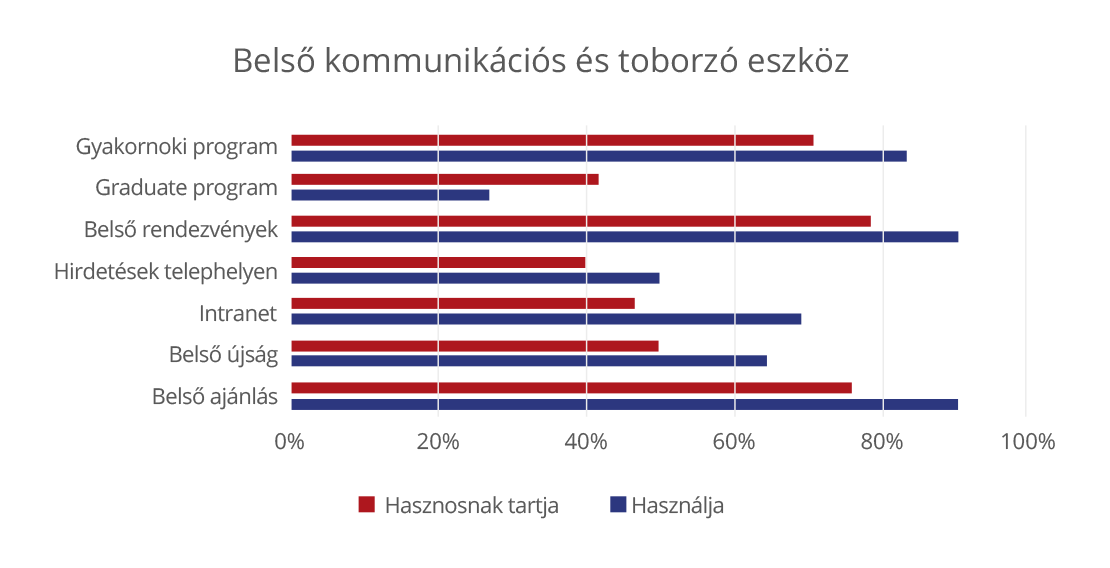 Belső kommunikációs és toborzó eszköz
Gyakornoki program
Graduate program
Belső rendezvények
Hirdetések telephelyen
Intranet
Belső újság
Belső ajánlás
0% 20% 40% 60% 80% 100%
Hasznosnak tartja Használja